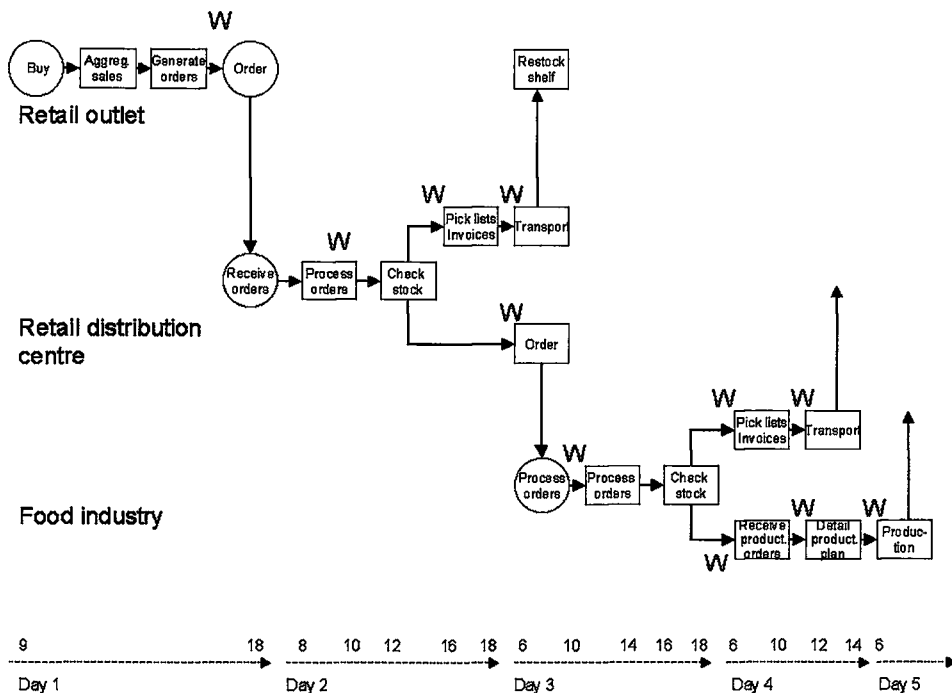 W
Buy
Aggreg.
sales
Generate
orders
Order
Restock
shelf
Retail outlet
W
W
Pick lists
Invoices
Transport
W
Receive
orders
Process
orders
Check
stock
W
Retail distribution
centre
Order
W
W
Pick lists
Invoices
Transport
W
Process
orders
Process
orders
Check
stock
Food industry
W
W
W
Receive
product.
orders
Detail
product.
plan
Produc-
tion
9 18 8 10 12 16 18 6 10 14 16 18 6 10 12 14 6
Day 1 Day 2 Day 3 Day 4 Day 5